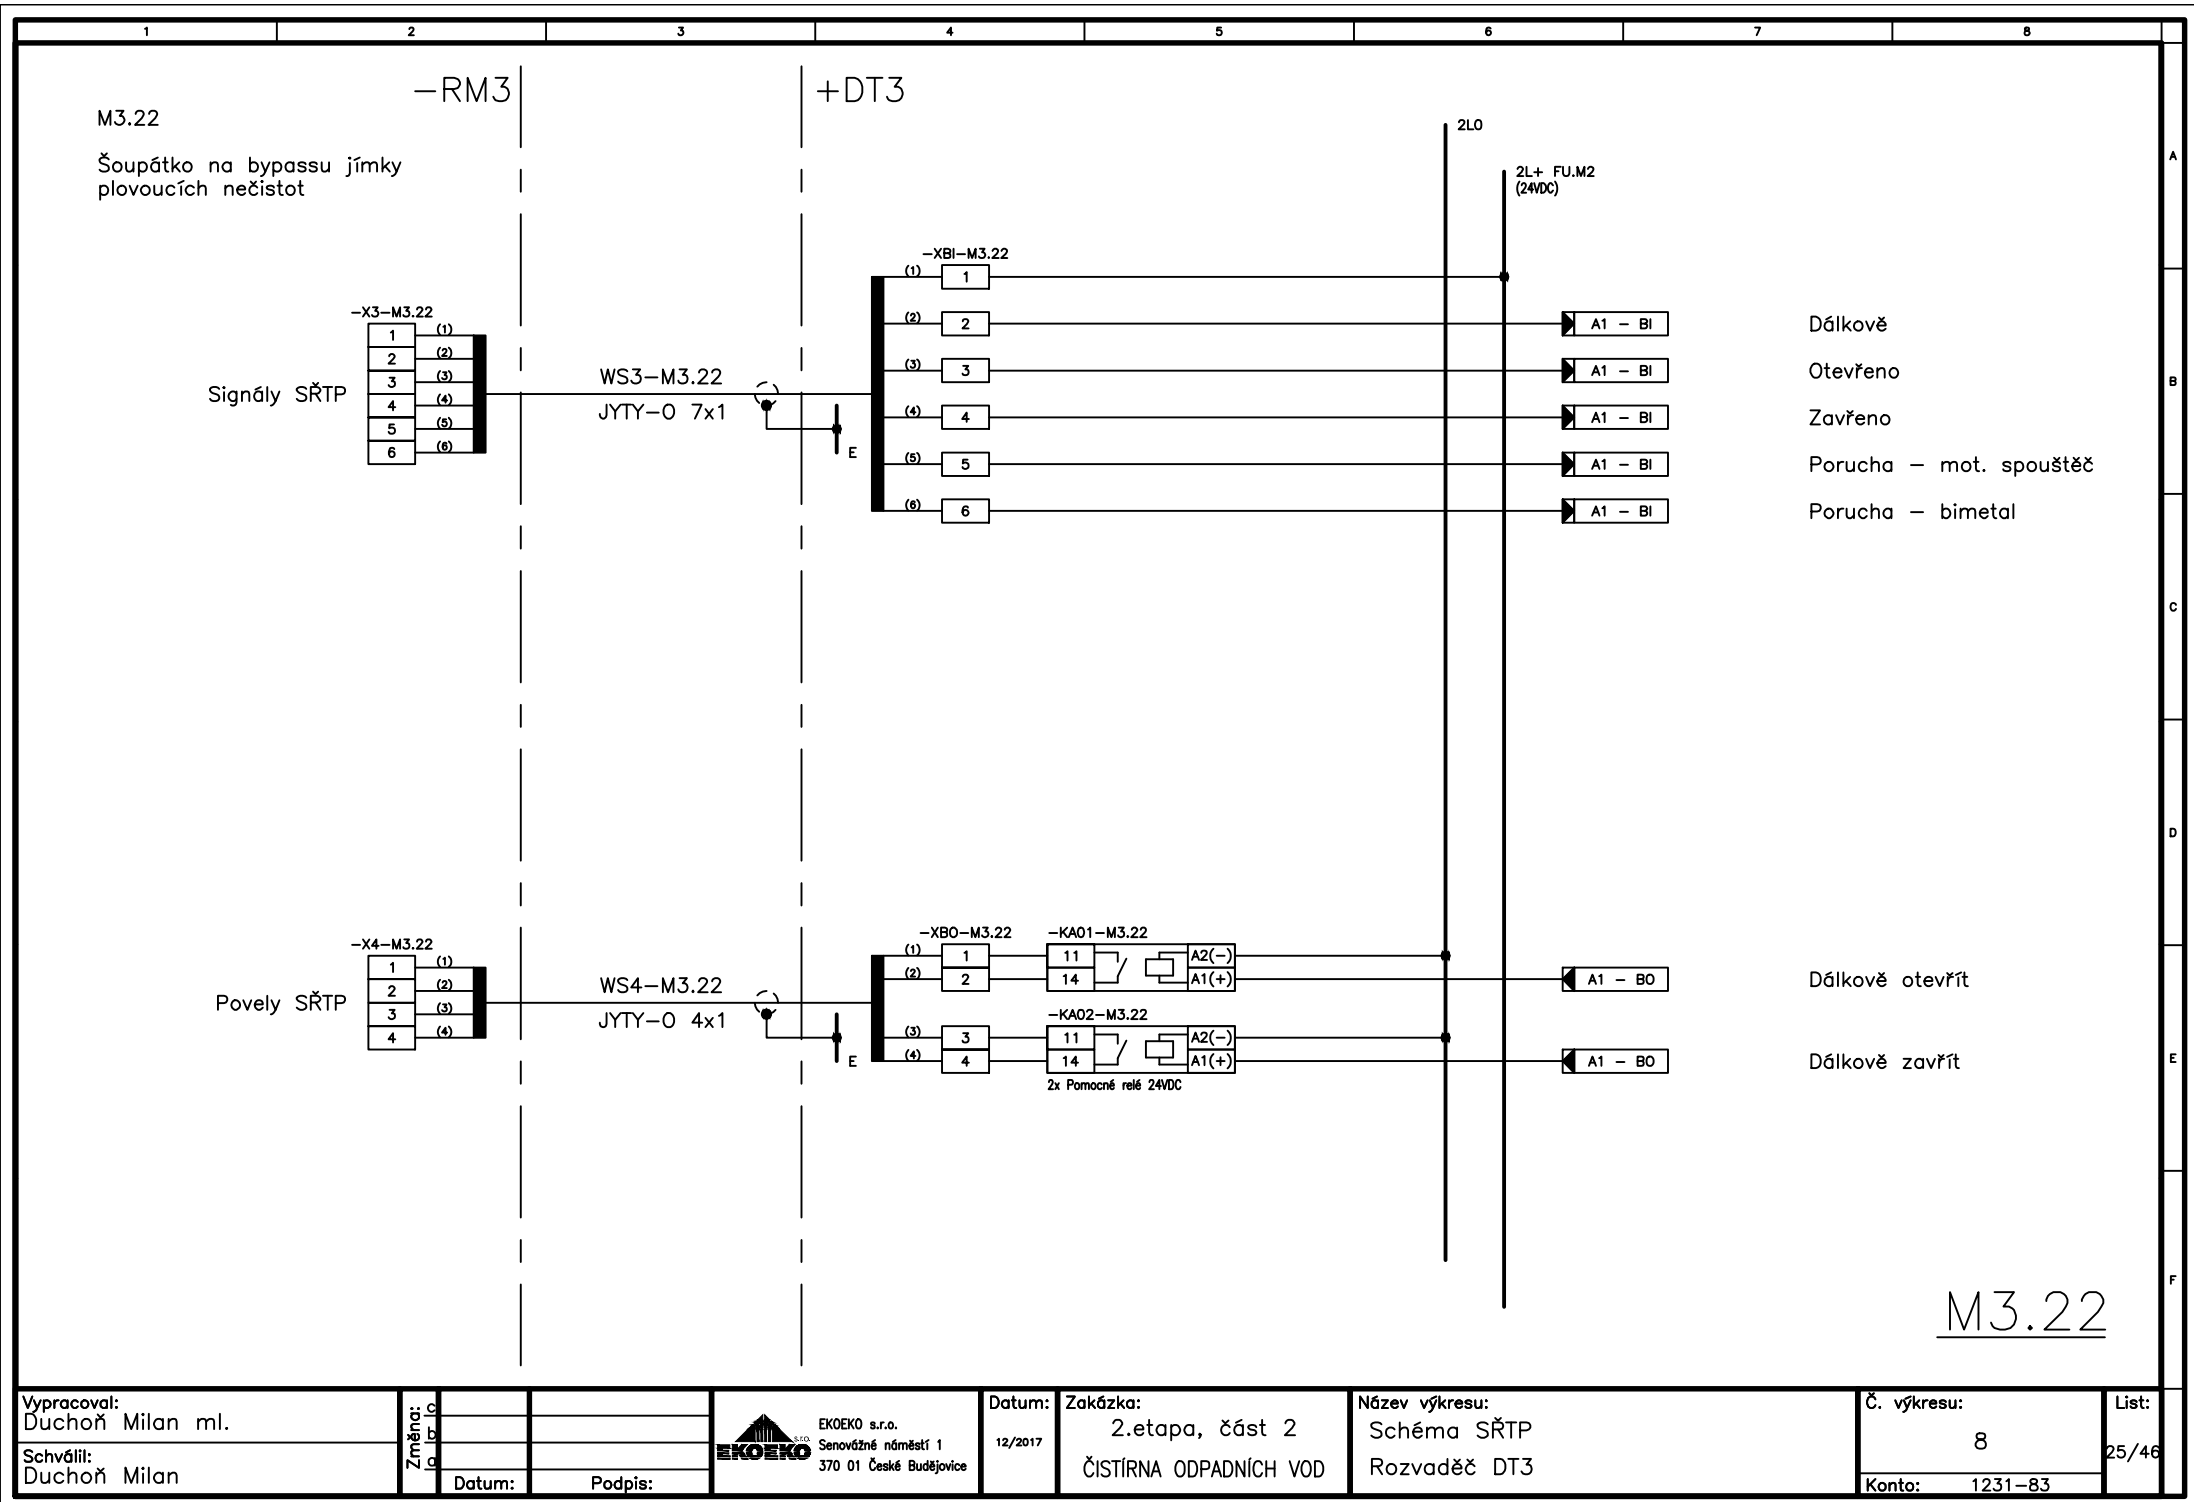 1 2 3 4 5 6 7 8
-RM3
+DT3
M3.22
Šoupátko na bypassu jímky
plovoucích nečistot
2L0
2L+ FU.M2
(24VDC)
A
B
C
D
E
F
-X3-M3.22
1 (1)
2 (2)
3 (3)
4 (4)
5 (5)
6 (6)
Signály SŘTP
WS3-M3.22
JYTY-O 7x1
E
-XBI-M3.22
(1) 1
(2) 2 A1 - BI Dálkově
(3) 3 A1 - BI Otevřeno
(4) 4 A1 - BI Zavřeno
(5) 5 A1 - BI Porucha - mot. spouštěč
(6) 6 A1 - BI Porucha - bimetal
-X4-M3.22
1 (1)
2 (2)
3 (3)
4 (4)
Povely SŘTP
WS4-M3.22
JYTY-O 4x1
E
-XBO-M3.22 -KA01-M3.22
(1) 1 11 A2(-)
(2) 2 14 A1(+) A1 - BO Dálkově otevřít
-KA02-M3.22
(3) 3 11 A2(-)
(4) 4 14 A1(+) A1 - BO Dálkově zavřít
2x Pomocné relé 24VDC
M3.22
Vypracoval:
Duchoň Milan ml.
Schválil:
Duchoň Milan
Změna:
c
b
a
Datum: Podpis:
EKOEKO s.r.o.
EKOEKO s.r.o.
Senovážné náměstí 1
370 01 České Budějovice
Datum:
12/2017
Zakázka:
2.etapa, část 2
ČISTÍRNA ODPADNÍCH VOD
Název výkresu:
Schéma SŘTP
Rozvaděč DT3
Č. výkresu:
8
Konto: 1231-83
List:
25/46